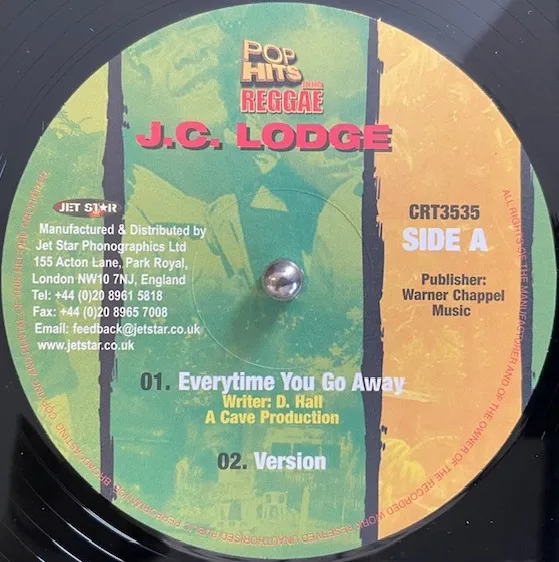 POP
HITS
INTO
REGGAE
J.C. LODGE
JET STAR
Manufactured & Distributed by
Jet Star Phonographics Ltd
155 Acton Lane, Park Royal,
London NW10 7NJ, England
Tel: +44 (0)20 8961 5818
Fax: +44 (0)20 8965 7008
Email: feedback@jetstar.co.uk
www.jetstar.co.uk
CRT3535
SIDE A
Publisher:
Warner Chappel
Music
01. Everytime You Go Away
Writer: D. Hall
A Cave Production
02. Version
ALL RIGHTS OF THE MANUFACTURER AND OF THE OWNER OF THE RECORDED WORK RESERVED UNAUTHORISED PUBLIC PERFORMANCE BROADCASTING COPYING AND